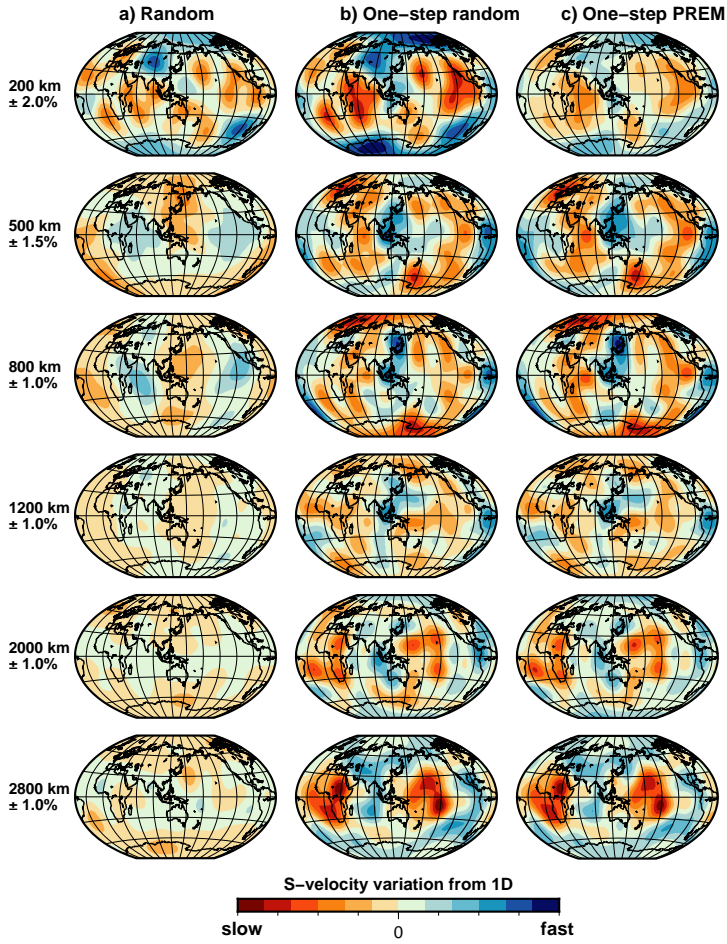 a) Random
b) One−step random
c) One−step PREM
200 km
± 2.0%
500 km
± 1.5%
800 km
± 1.0%
1200 km
± 1.0%
2000 km
± 1.0%
2800 km
± 1.0%
S−velocity variation from 1D
slow 0 fast